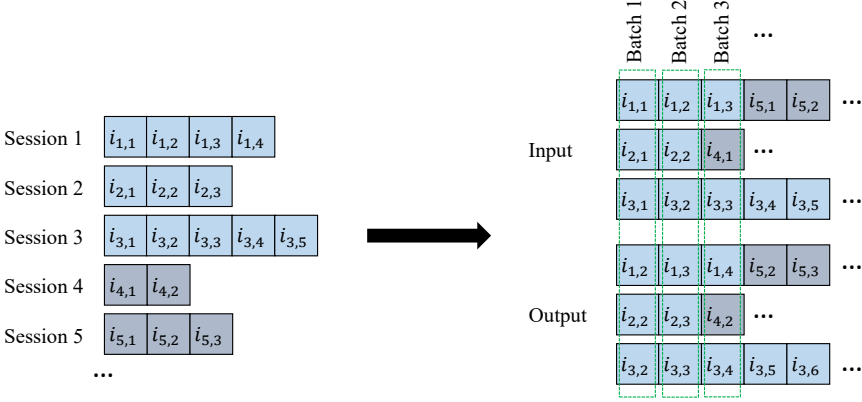 Session 1 i1,1 i1,2 i1,3 i1,4
Session 2 i2,1 i2,2 i2,3
Session 3 i3,1 i3,2 i3,3 i3,4 i3,5
Session 4 i4,1 i4,2
Session 5 i5,1 i5,2 i5,3
...
Batch 1 Batch 2 Batch 3 ...
Input
i1,1 i1,2 i1,3 i5,1 i5,2 ...
i2,1 i2,2 i4,1 ...
i3,1 i3,2 i3,3 i3,4 i3,5 ...
Output
i1,2 i1,3 i1,4 i5,2 i5,3 ...
i2,2 i2,3 i4,2 ...
i3,2 i3,3 i3,4 i3,5 i3,6 ...